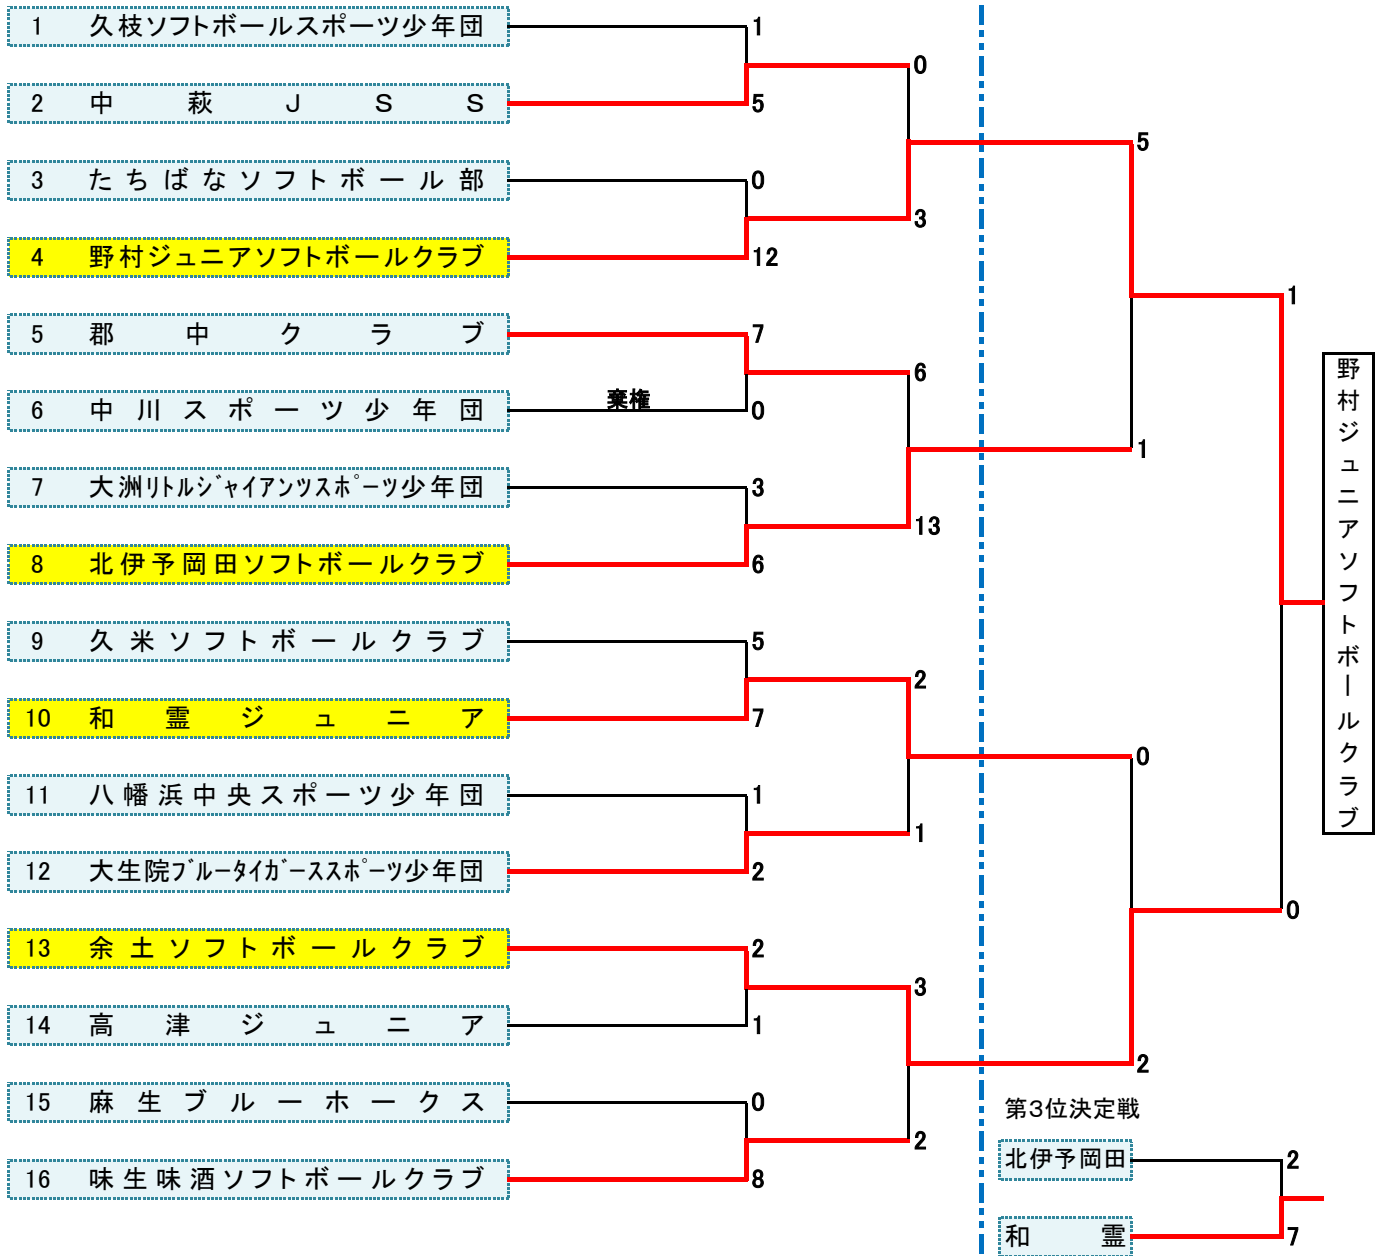 1 久枝ソフトボールスポーツ少年団 1
0
2 中萩JSS 5
5
3 たちばなソフトボール部 0
3
4 野村ジュニアソフトボールクラブ 12
1
5 郡中クラブ 7
6
6 中川スポーツ少年団 棄権 0
1
7 大洲リトルジャイアンツスポーツ少年団 3
13
8 北伊予岡田ソフトボールクラブ 6
野村ジュニアソフトボールクラブ
9 久米ソフトボールクラブ 5
2
10 和霊ジュニア 7
0
11 八幡浜中央スポーツ少年団 1
1
12 大生院ブルータイガーススポーツ少年団 2
0
13 余土ソフトボールクラブ 2
3
14 高津ジュニア 1
2
15 麻生ブルーホークス 0
2
16 味生味酒ソフトボールクラブ 8
第3位決定戦
北伊予岡田 2
和霊 7